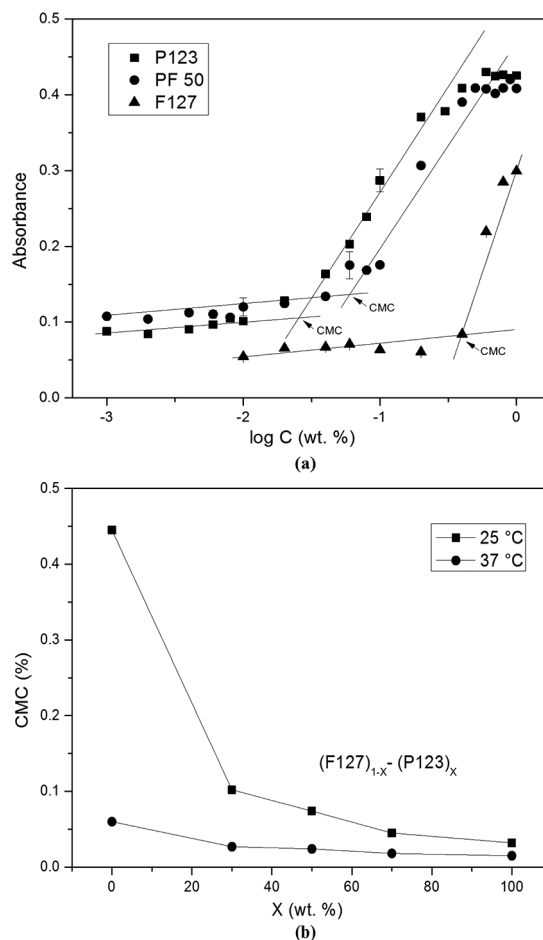 P123
PF 50
F127
0.5
0.4
0.3
0.2
0.1
0.0
Absorbance
CMC
CMC
CMC
-3
-2
-1
0
log C (wt. %)
(a)
25 °C
37 °C
0.5
0.4
0.3
0.2
0.1
0.0
CMC (%)
(F127)1-X- (P123)X
0
20
40
60
80
100
X (wt. %)
(b)